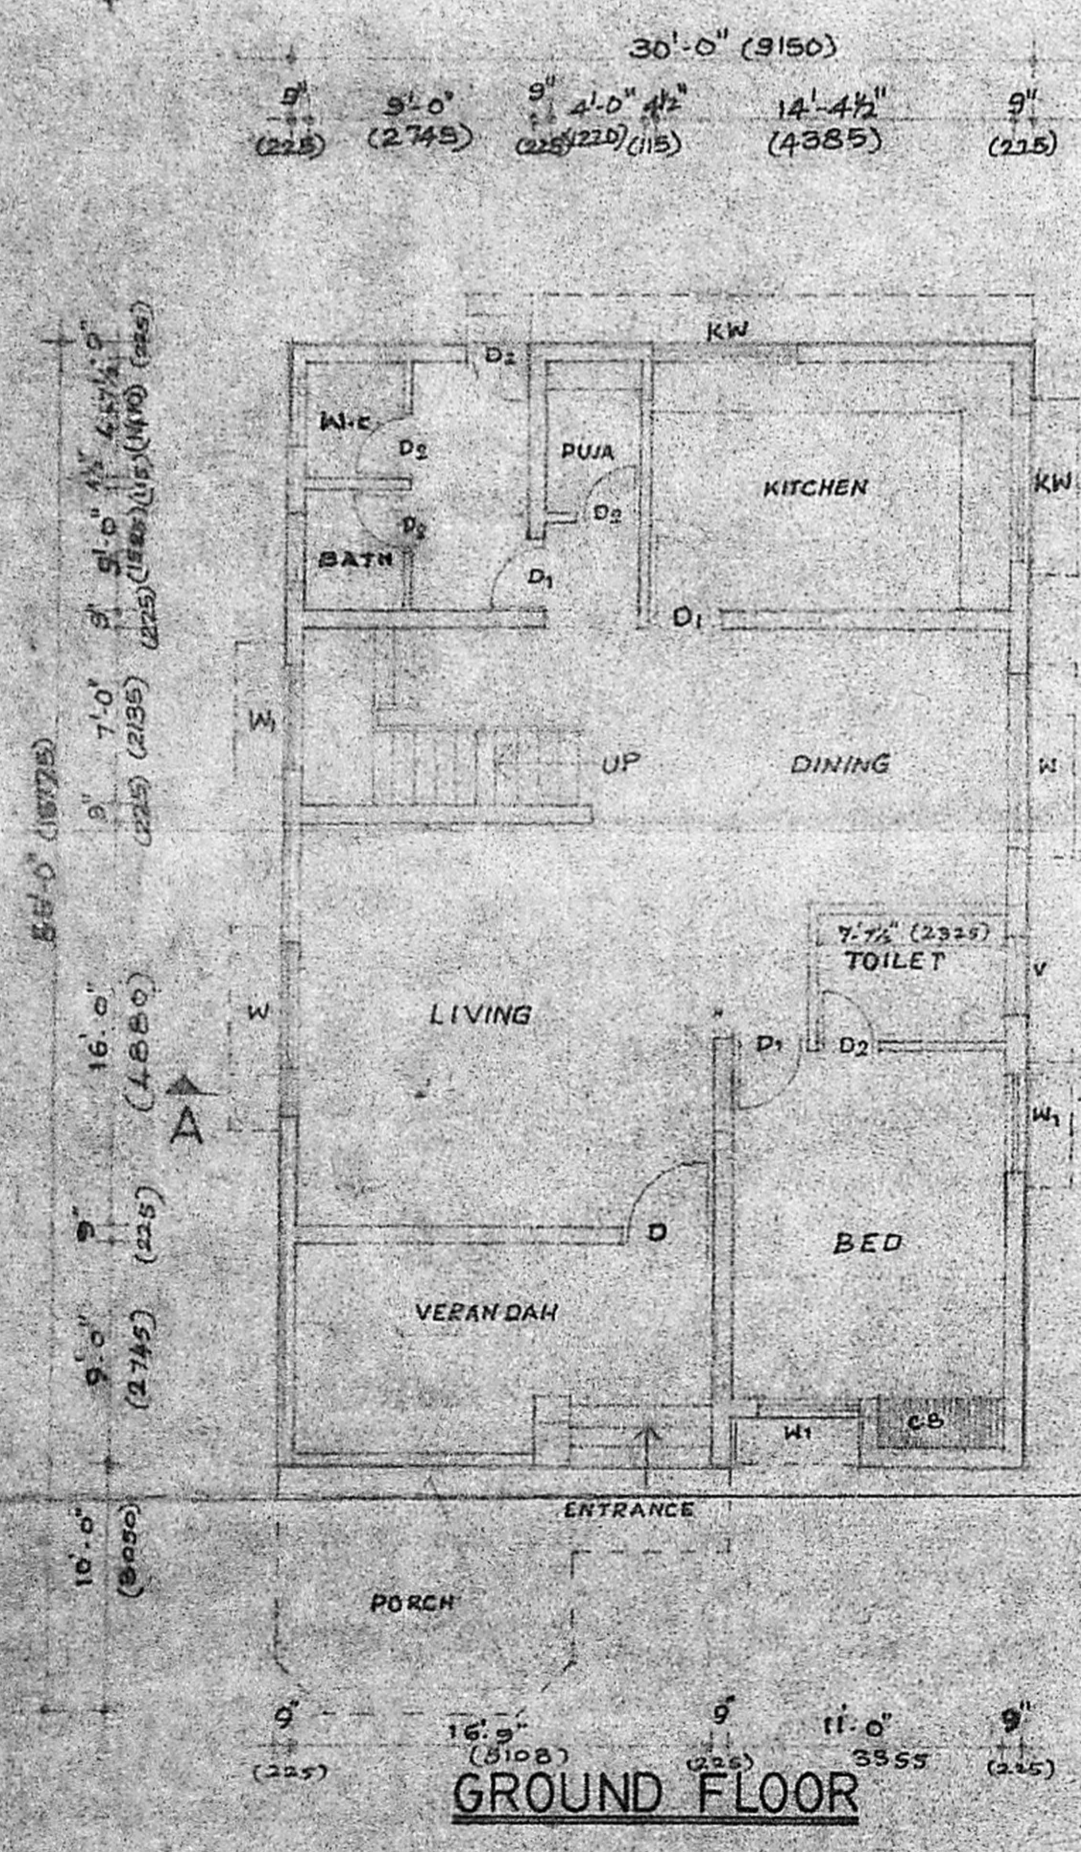 30'-0" (9150)
9" 9'-0" 9" 4'-0" 4½" 14'-4½" 9"
(225) (2745) (225) (1220) (115) (4385) (225)
KW
D2
W.C
D2
PUJA
D2
KITCHEN
KW
D2
BATH
D1
D1
9" 7'-0" 9"
(225) (2135) (225)
W1
UP
DINING
W
7'-7½" (2325)
TOILET
V
16'-0"
(4880)
W
LIVING
D1
D2
A
W1
9"
(225)
D
BED
9'-0"
(2745)
VERANDAH
W1
CB
ENTRANCE
10'-0"
(3050)
PORCH
9" 16'-9" 9" 11'-0" 9"
(225) (5108) (225) 3355 (225)
GROUND FLOOR